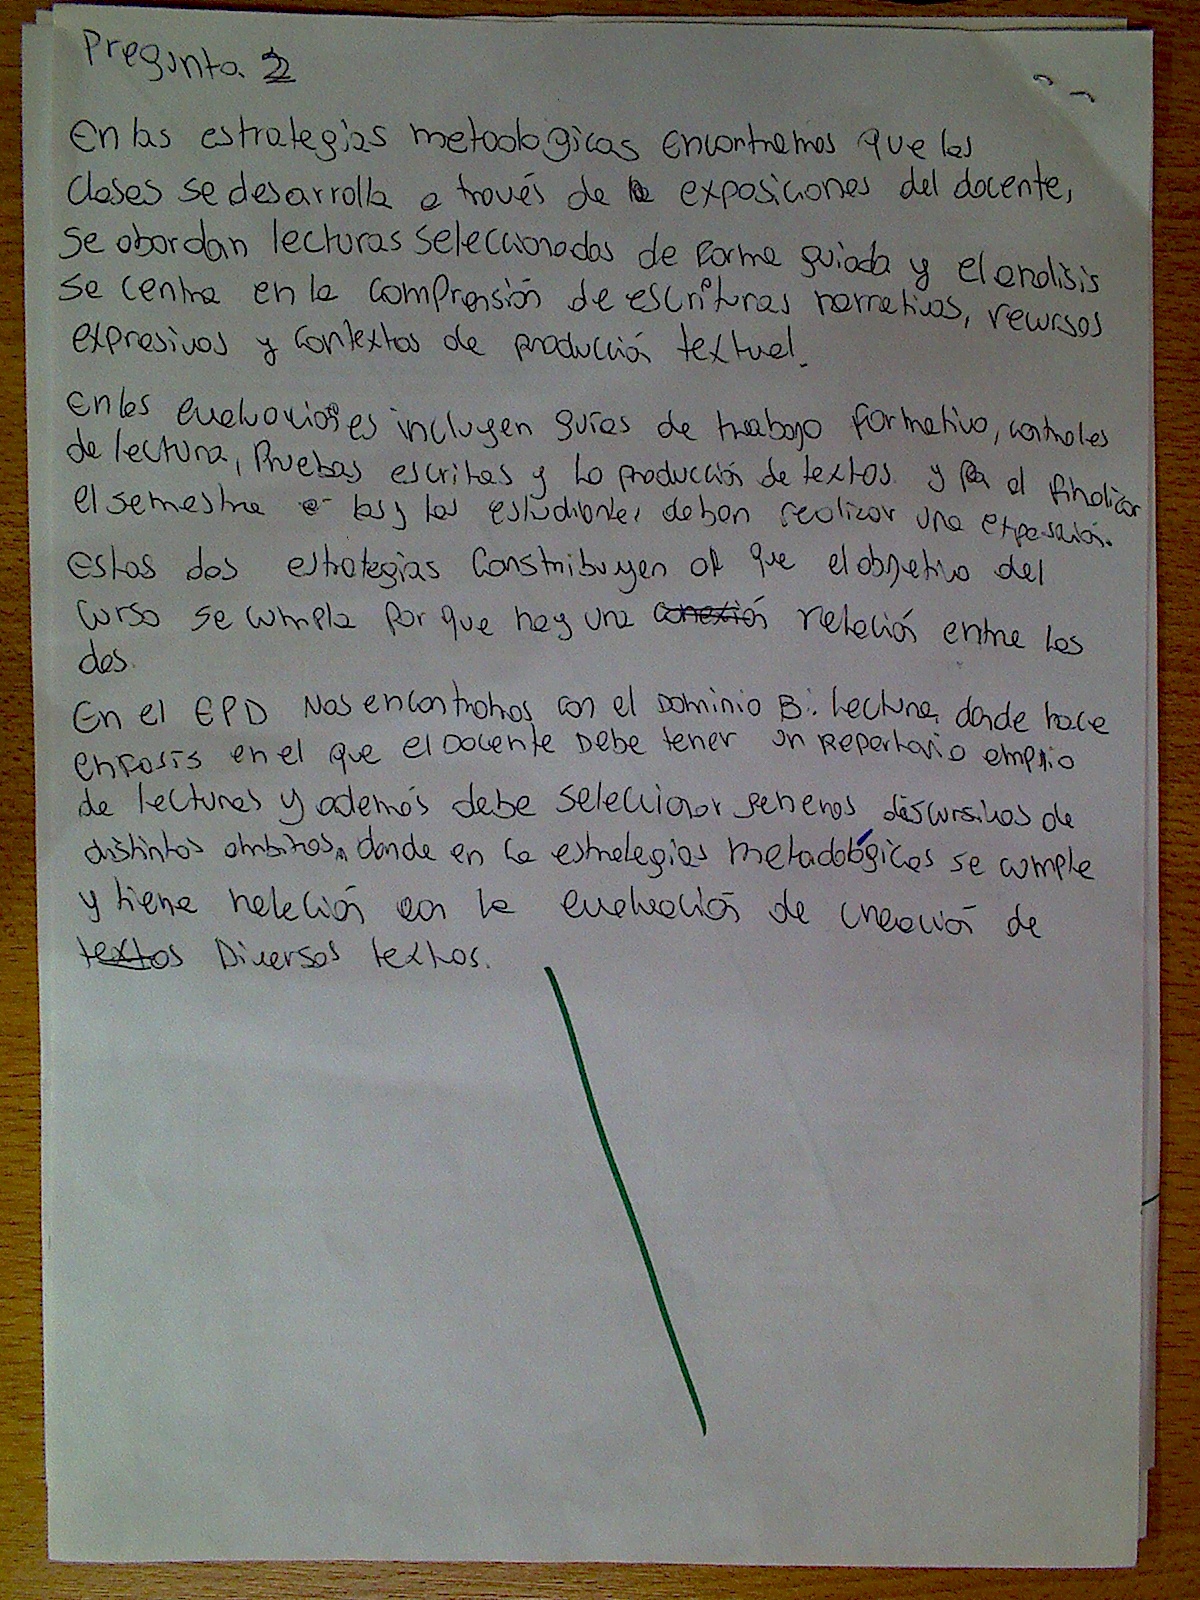 Pregunta 2
En las estrategias metodologicas encontramos que las
clases se desarrolla a través de la exposiciones del docente,
se abordan lecturas seleccionadas de forma guiada y el analisis
se centra en la comprensión de escrituras narrativas, recursos
expresivos y contextos de producción textual.
En las evaluaciones incluyen guías de trabajo formativo, controles
de lectura, Pruebas escritas y la producción de textos y al finalizar
el semestre las y los estudiantes deban realizar una exposición.
estas dos estrategias constribuyen a que el objetivo del
curso se cumpla por que hay una conexión relación entre las
dos.
En el EPD Nos encontramos con el Dominio B: Lectura, donde hace
enfasis en el que el Docente Debe tener un Repertorio amplio
de lecturas y además debe seleccionar generos discursivos de
distintos ambitos, donde en la estrategias metadológicas se cumple
y tiene relación con la evaluación de creación de
textos Diversos textos.